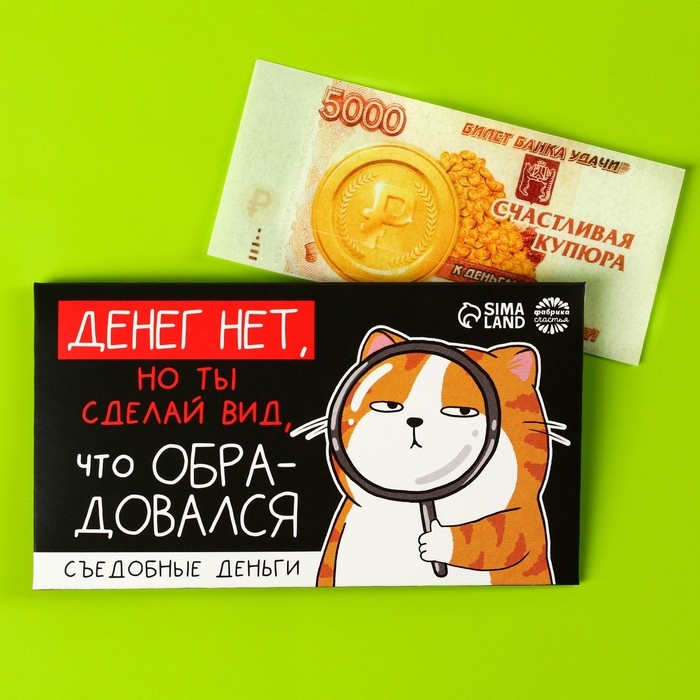 5000
БИЛЕТ БАНКА УДАЧИ
СЧАСТЛИВАЯ
КУПЮРА
ДЕНЕГ НЕТ,
НО ТЫ
СДЕЛАЙ ВИД,
ЧТО ОБРА-
ДОВАЛСЯ
СЪЕДОБНЫЕ ДЕНЬГИ
SIMA
LAND
фабрика
счастья